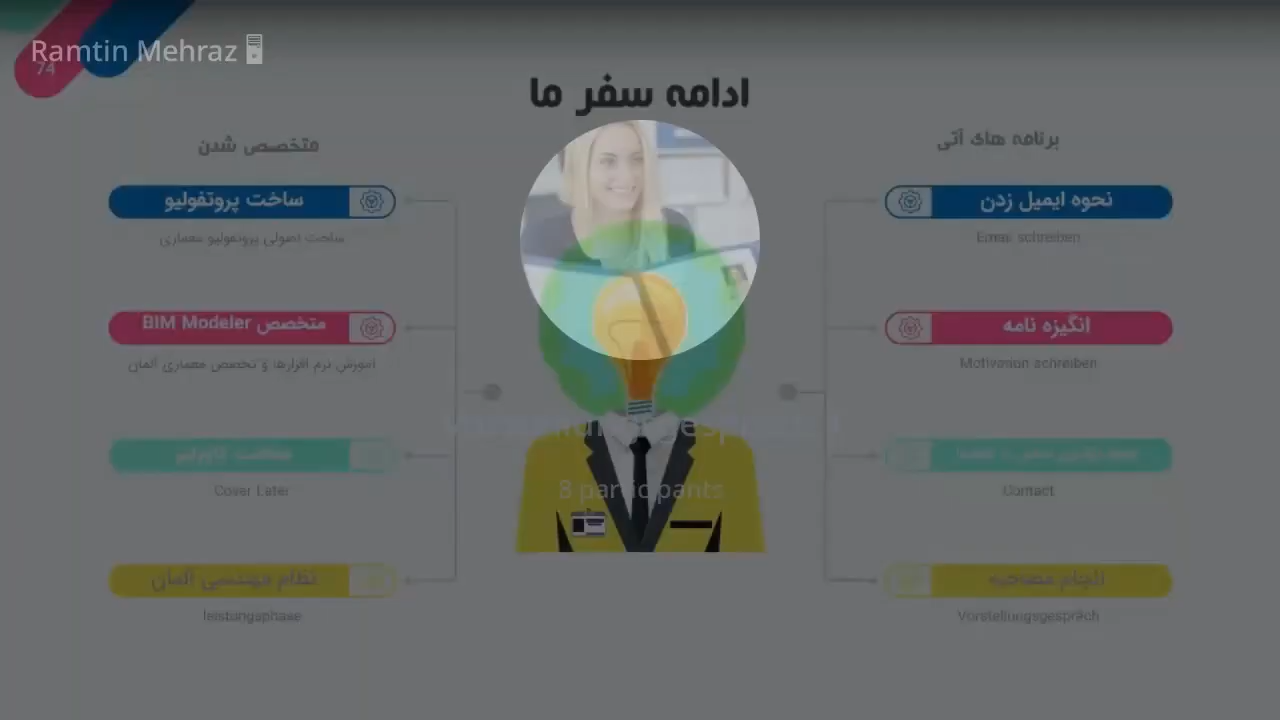 Ramtin Mehraz
74
ادامه سفر ما
برنامه های آتی
نحوه ایمیل زدن
Email schreiben
انگیزه نامه
Motivation schreiben
Contact
انجام مصاحبه
Vorstellungsgespräch
متخصص شدن
ساخت پروتفولیو
ساخت اصولی پروتفولیو معماری
متخصص BIM Modeler
آموزش نرم افزارها و تخصص معماری آلمان
Cover Later
نظام مهندسی آلمان
leistungsphase
8 participants